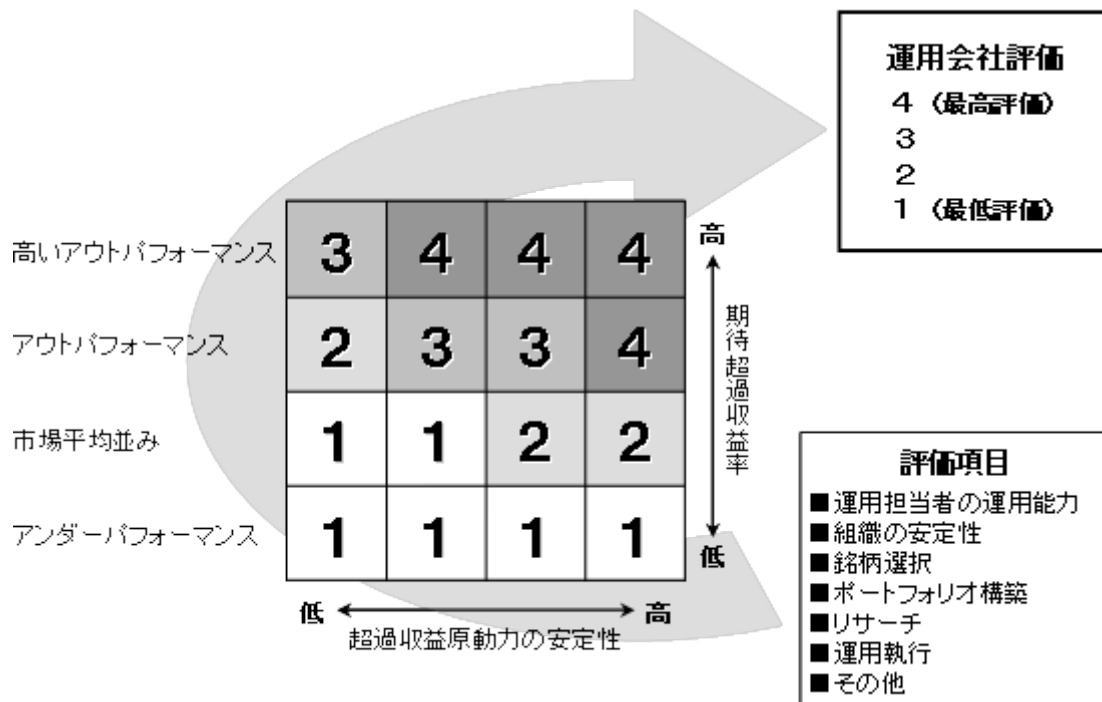 運用会社評価
4 (最高評価)
3
2
1 (最低評価)
高いアウトパフォーマンス 3 4 4 4 高
アウトパフォーマンス 2 3 3 4
市場平均並み 1 1 2 2
アンダーパフォーマンス 1 1 1 1 低
期待超過収益率
低 高
超過収益原動力の安定性
評価項目
■運用担当者の運用能力
■組織の安定性
■銘柄選択
■ポートフォリオ構築
■リサーチ
■運用執行
■その他